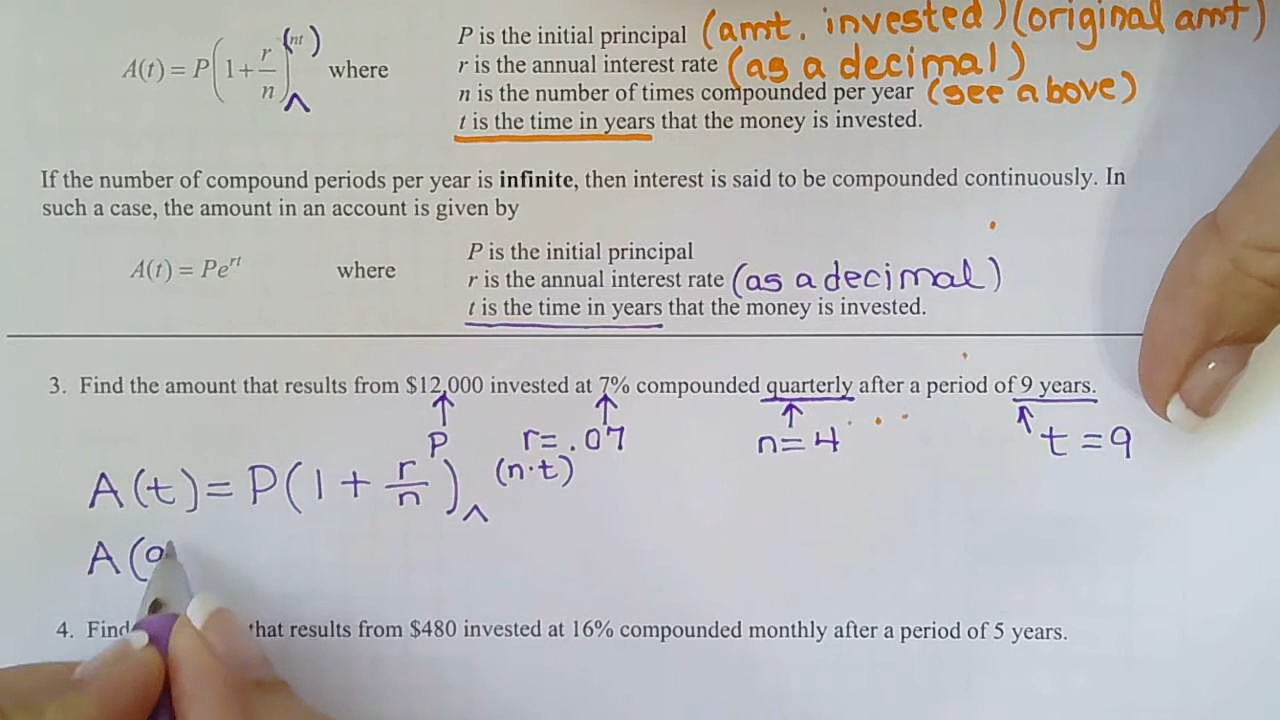 A(t) = P(1 + r/n)^(nt) where
P is the initial principal (amt. invested)(original amt)
r is the annual interest rate (as a decimal)
n is the number of times compounded per year (see above)
t is the time in years that the money is invested.
If the number of compound periods per year is infinite, then interest is said to be compounded continuously. In
such a case, the amount in an account is given by
A(t) = Pe^rt where
P is the initial principal
r is the annual interest rate (as a decimal)
t is the time in years that the money is invested.
3. Find the amount that results from $12,000 invested at 7% compounded quarterly after a period of 9 years.
P r=.07 n=4 t=9
A(t) = P(1 + r/n)^(n·t)
A(
4. Find that results from $480 invested at 16% compounded monthly after a period of 5 years.